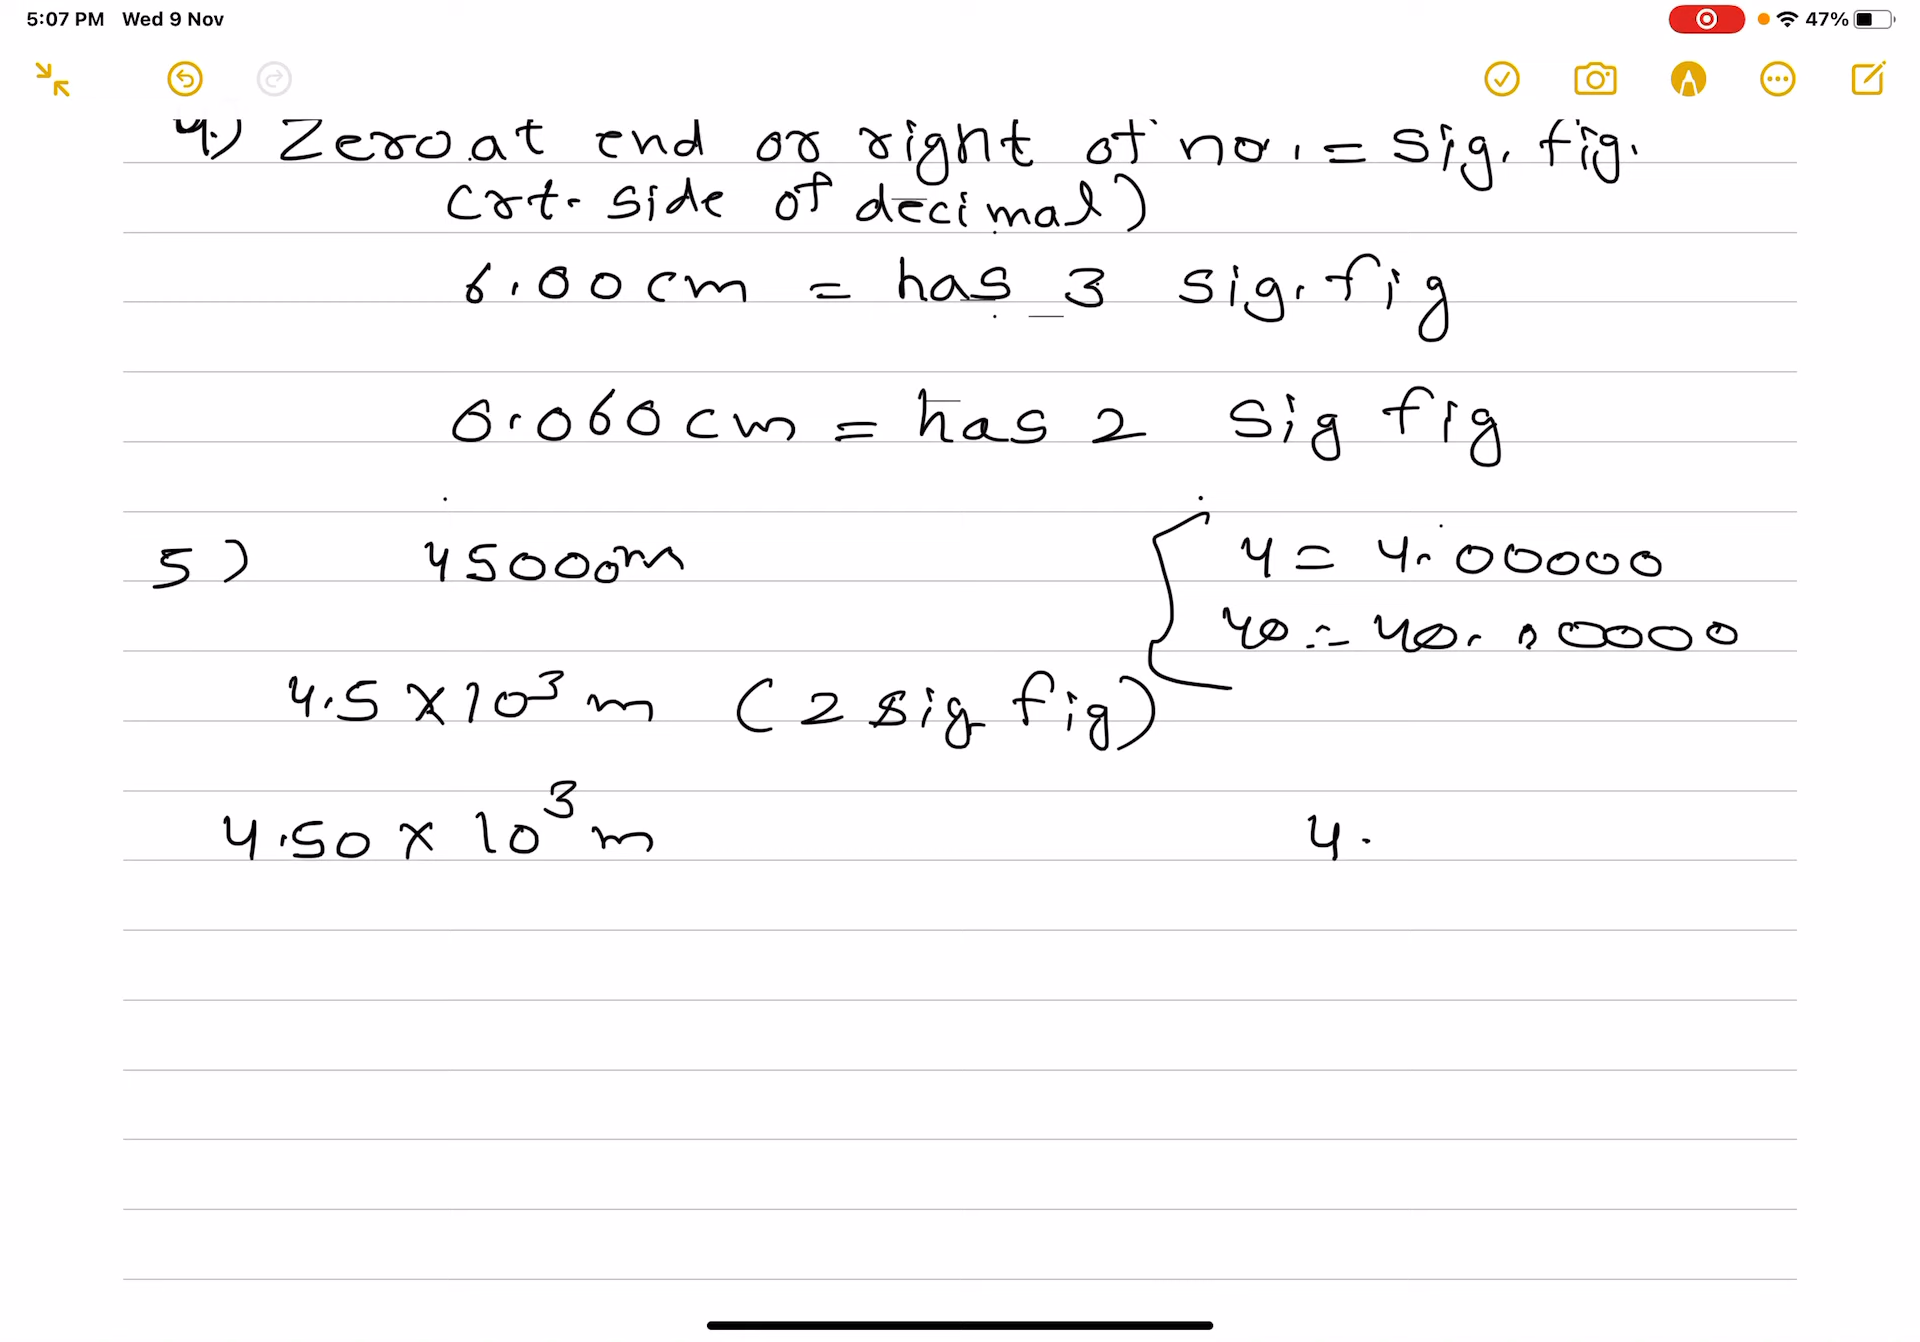 5:07 PM Wed 9 Nov 47%
4.) Zero at end or right of no. = Sig. fig.
(rt. side of decimal)
6.00 cm = has 3 sig. fig
0.060 cm = has 2 Sig fig
5) 45000m
4 = 4.00000
40 = 40.00000
4.5 × 10³ m (2 sig fig)
4.50 × 10³ m 4.